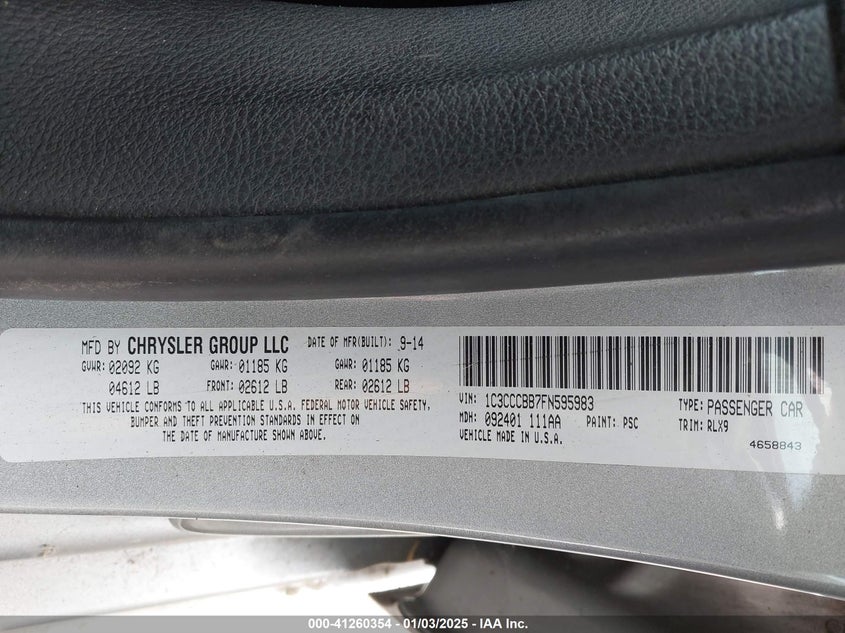 MFD BY CHRYSLER GROUP LLC DATE OF MFR(BUILT): 9-14
GVWR: 02092 KG GAWR: 01185 KG GAWR: 01185 KG
04612 LB FRONT: 02612 LB REAR: 02612 LB
THIS VEHICLE CONFORMS TO ALL APPLICABLE U.S.A. FEDERAL MOTOR VEHICLE SAFETY,
BUMPER AND THEFT PREVENTION STANDARDS IN EFFECT ON
THE DATE OF MANUFACTURE SHOWN ABOVE.
VIN: 1C3CCCBB7FN595983 TYPE: PASSENGER CAR
MDH: 092401 111AA PAINT: PSC TRIM: RLX9
VEHICLE MADE IN U.S.A.
4658843
000-41260354 - 01/03/2025 - IAA Inc.